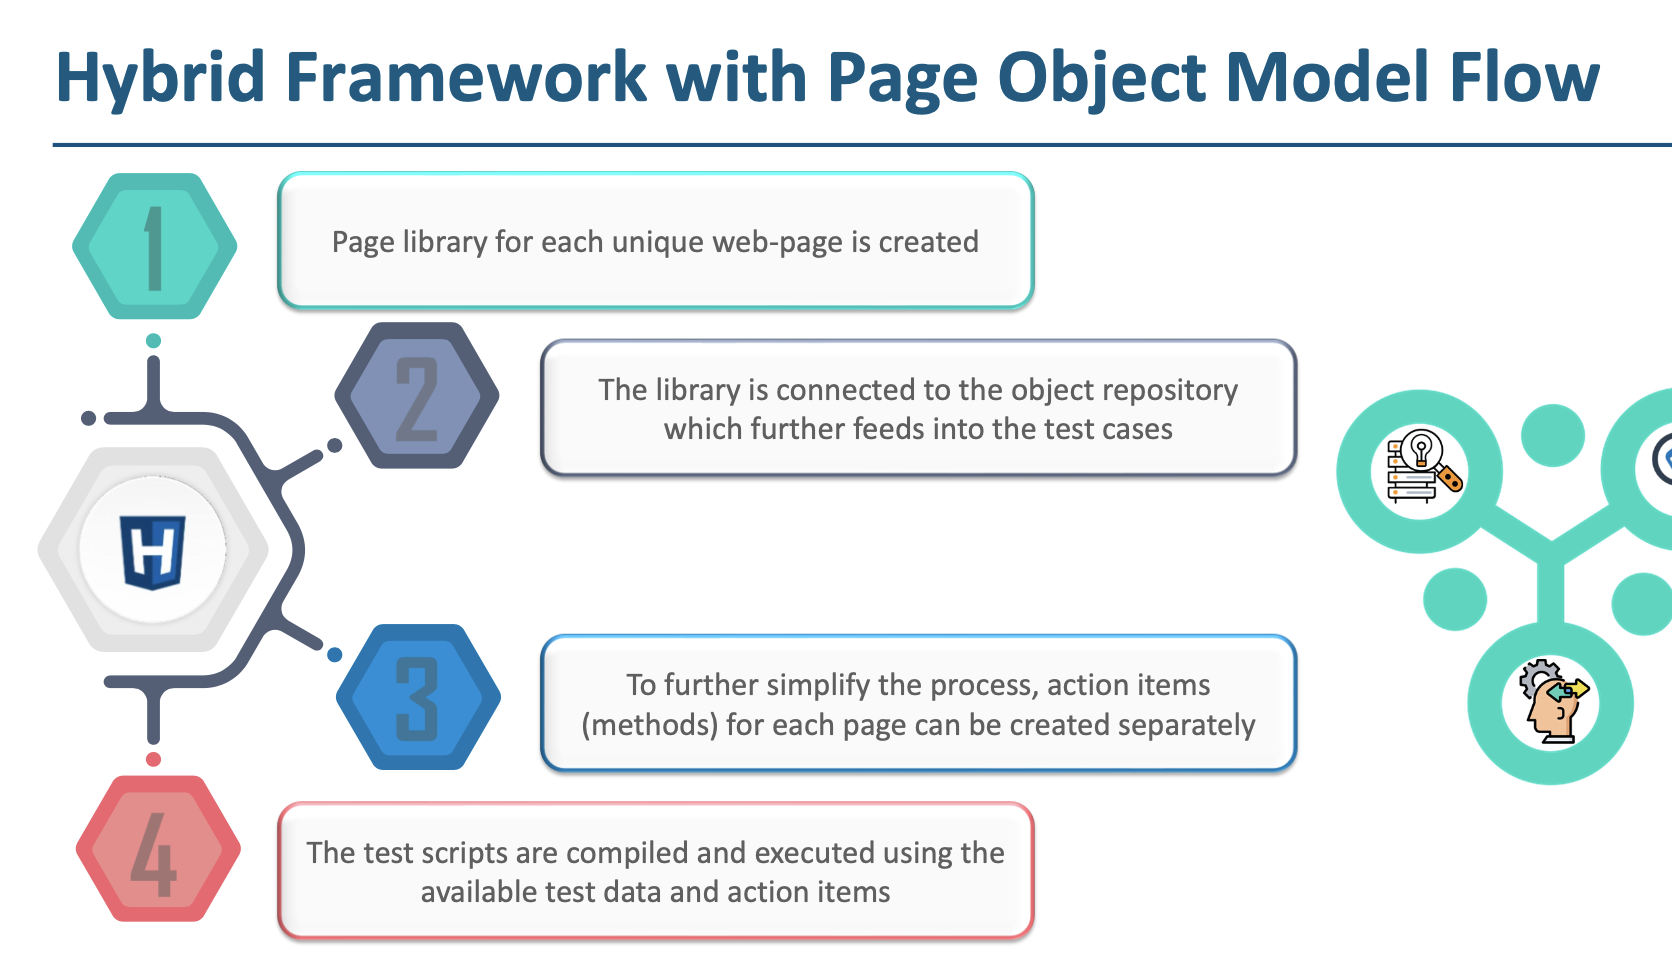 Hybrid Framework with Page Object Model Flow
1
Page library for each unique web-page is created
2
The library is connected to the object repository
which further feeds into the test cases
H
3
To further simplify the process, action items
(methods) for each page can be created separately
4
The test scripts are compiled and executed using the
available test data and action items